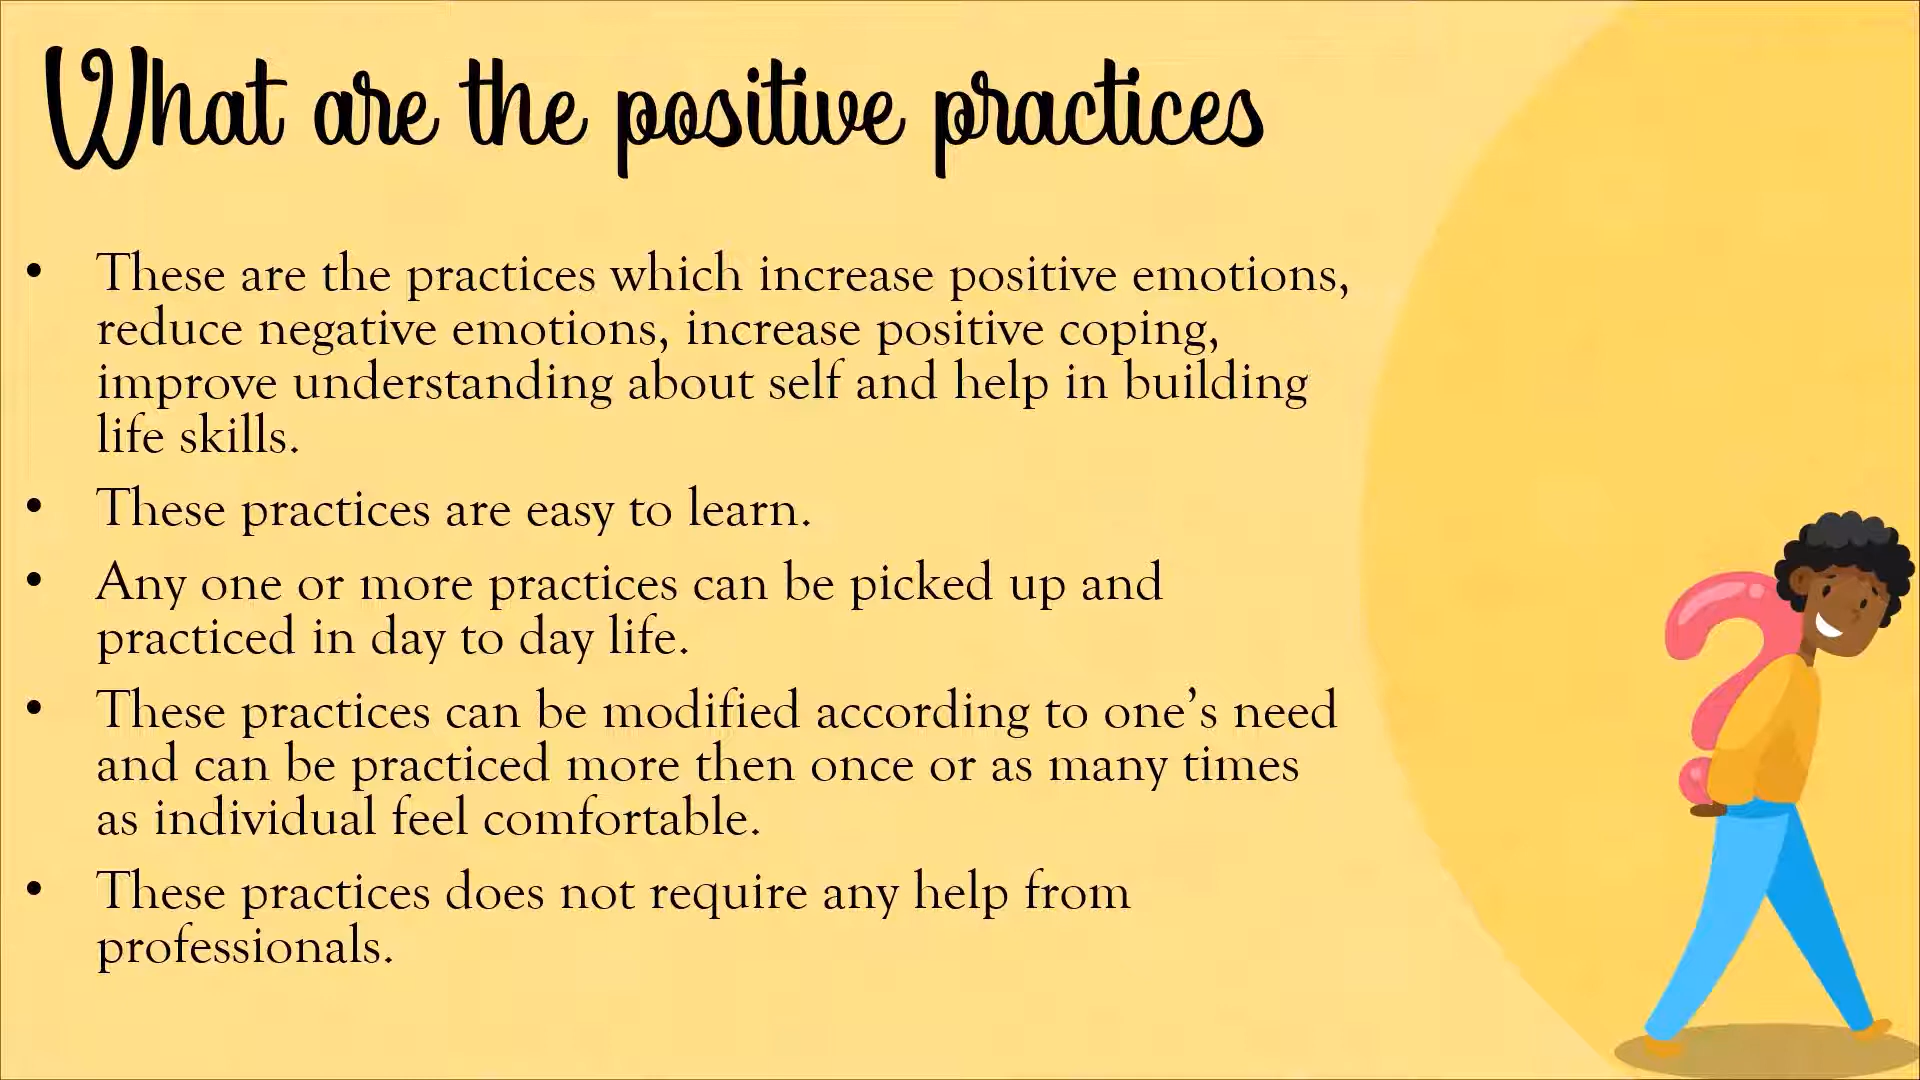 What are the positive practices
• These are the practices which increase positive emotions,
reduce negative emotions, increase positive coping,
improve understanding about self and help in building
life skills.
• These practices are easy to learn.
• Any one or more practices can be picked up and
practiced in day to day life.
• These practices can be modified according to one’s need
and can be practiced more then once or as many times
as individual feel comfortable.
• These practices does not require any help from
professionals.